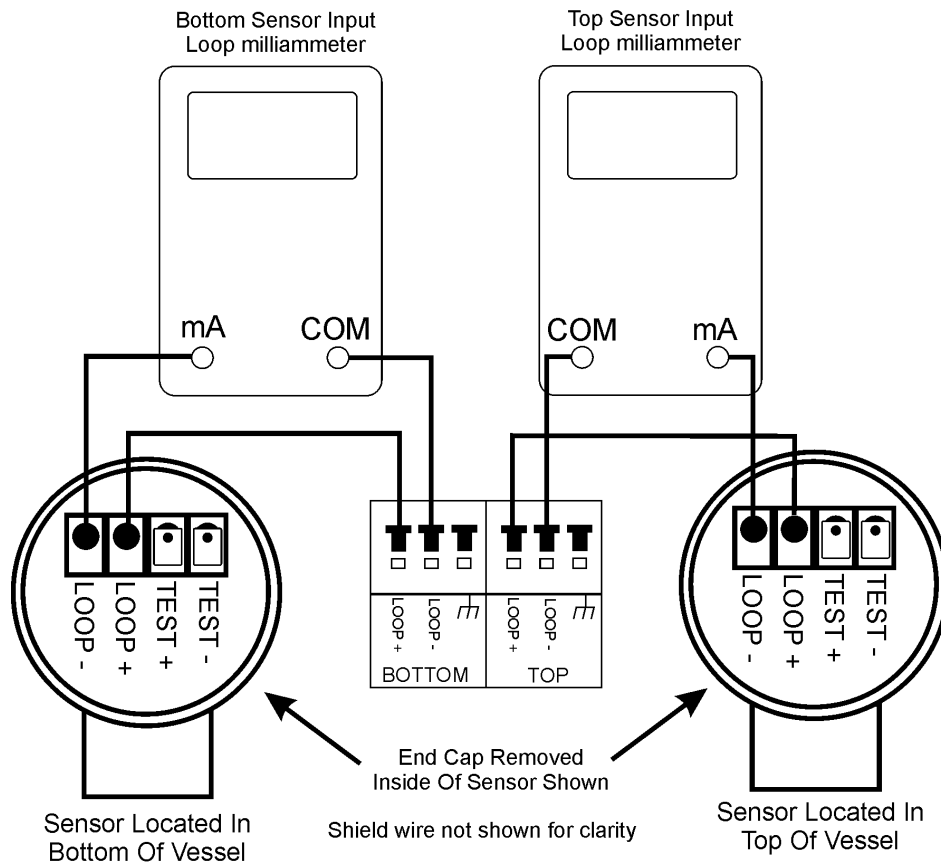 Bottom Sensor Input
Loop milliammeter
Top Sensor Input
Loop milliammeter
mA
COM
COM
mA
LOOP -
LOOP +
TEST +
TEST -
LOOP +
LOOP -
BOTTOM
LOOP +
LOOP -
TOP
LOOP -
LOOP +
TEST +
TEST -
End Cap Removed
Inside Of Sensor Shown
Shield wire not shown for clarity
Sensor Located In
Bottom Of Vessel
Sensor Located In
Top Of Vessel